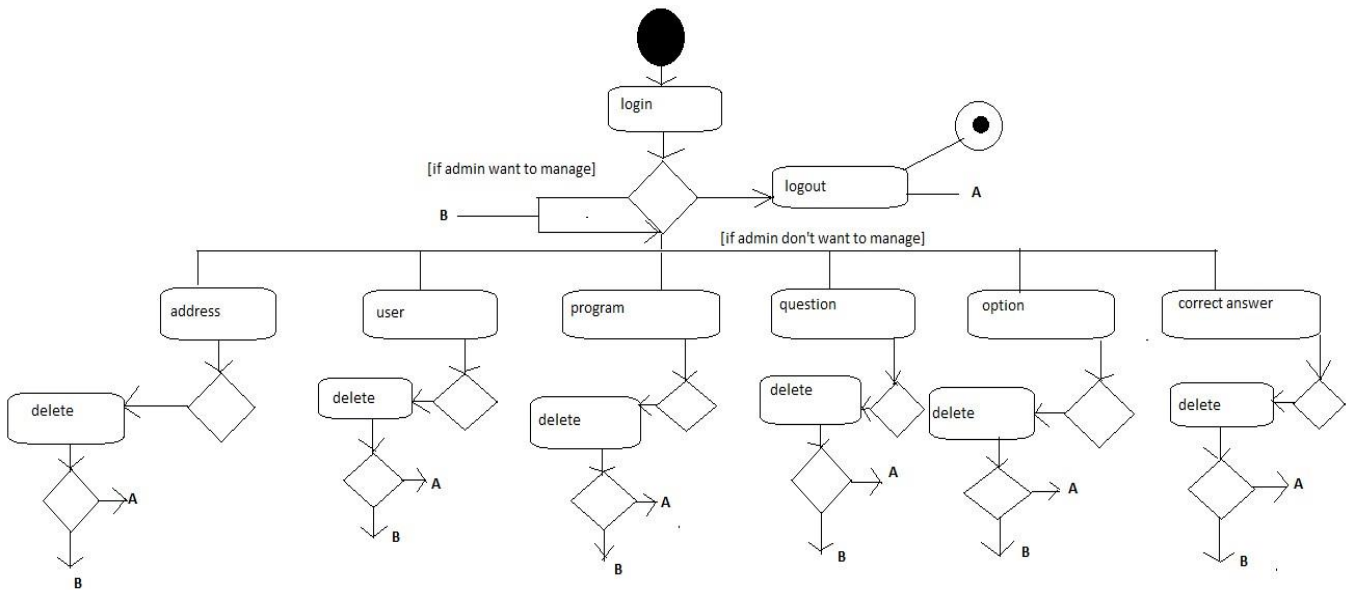 login
[if admin want to manage]
logout
A
B
[if admin don't want to manage]
address
user
program
question
option
correct answer
delete
delete
delete
delete
delete
delete
A
A
A
A
A
A
B
B
B
B
B
B